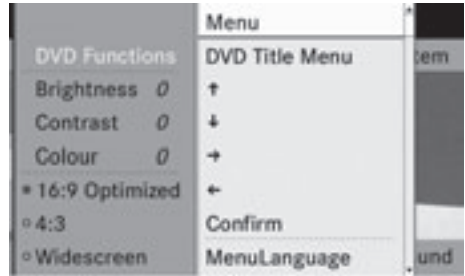 Menu
DVD Functions
Brightness 0
Contrast 0
Colour 0
16:9 Optimized
4:3
Widescreen
DVD Title Menu
↑
↓
→
←
Confirm
MenuLanguage
tem
und